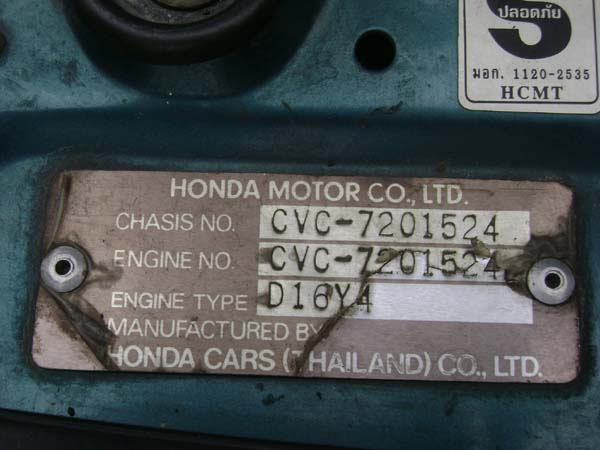 S
ปลอดภัย
มอก. 1120-2535
HCMT
HONDA MOTOR CO., LTD.
CHASIS NO. CVC-7201524
ENGINE NO. CVC-7201524
ENGINE TYPE D16Y4
MANUFACTURED BY
HONDA CARS (THAILAND) CO., LTD.